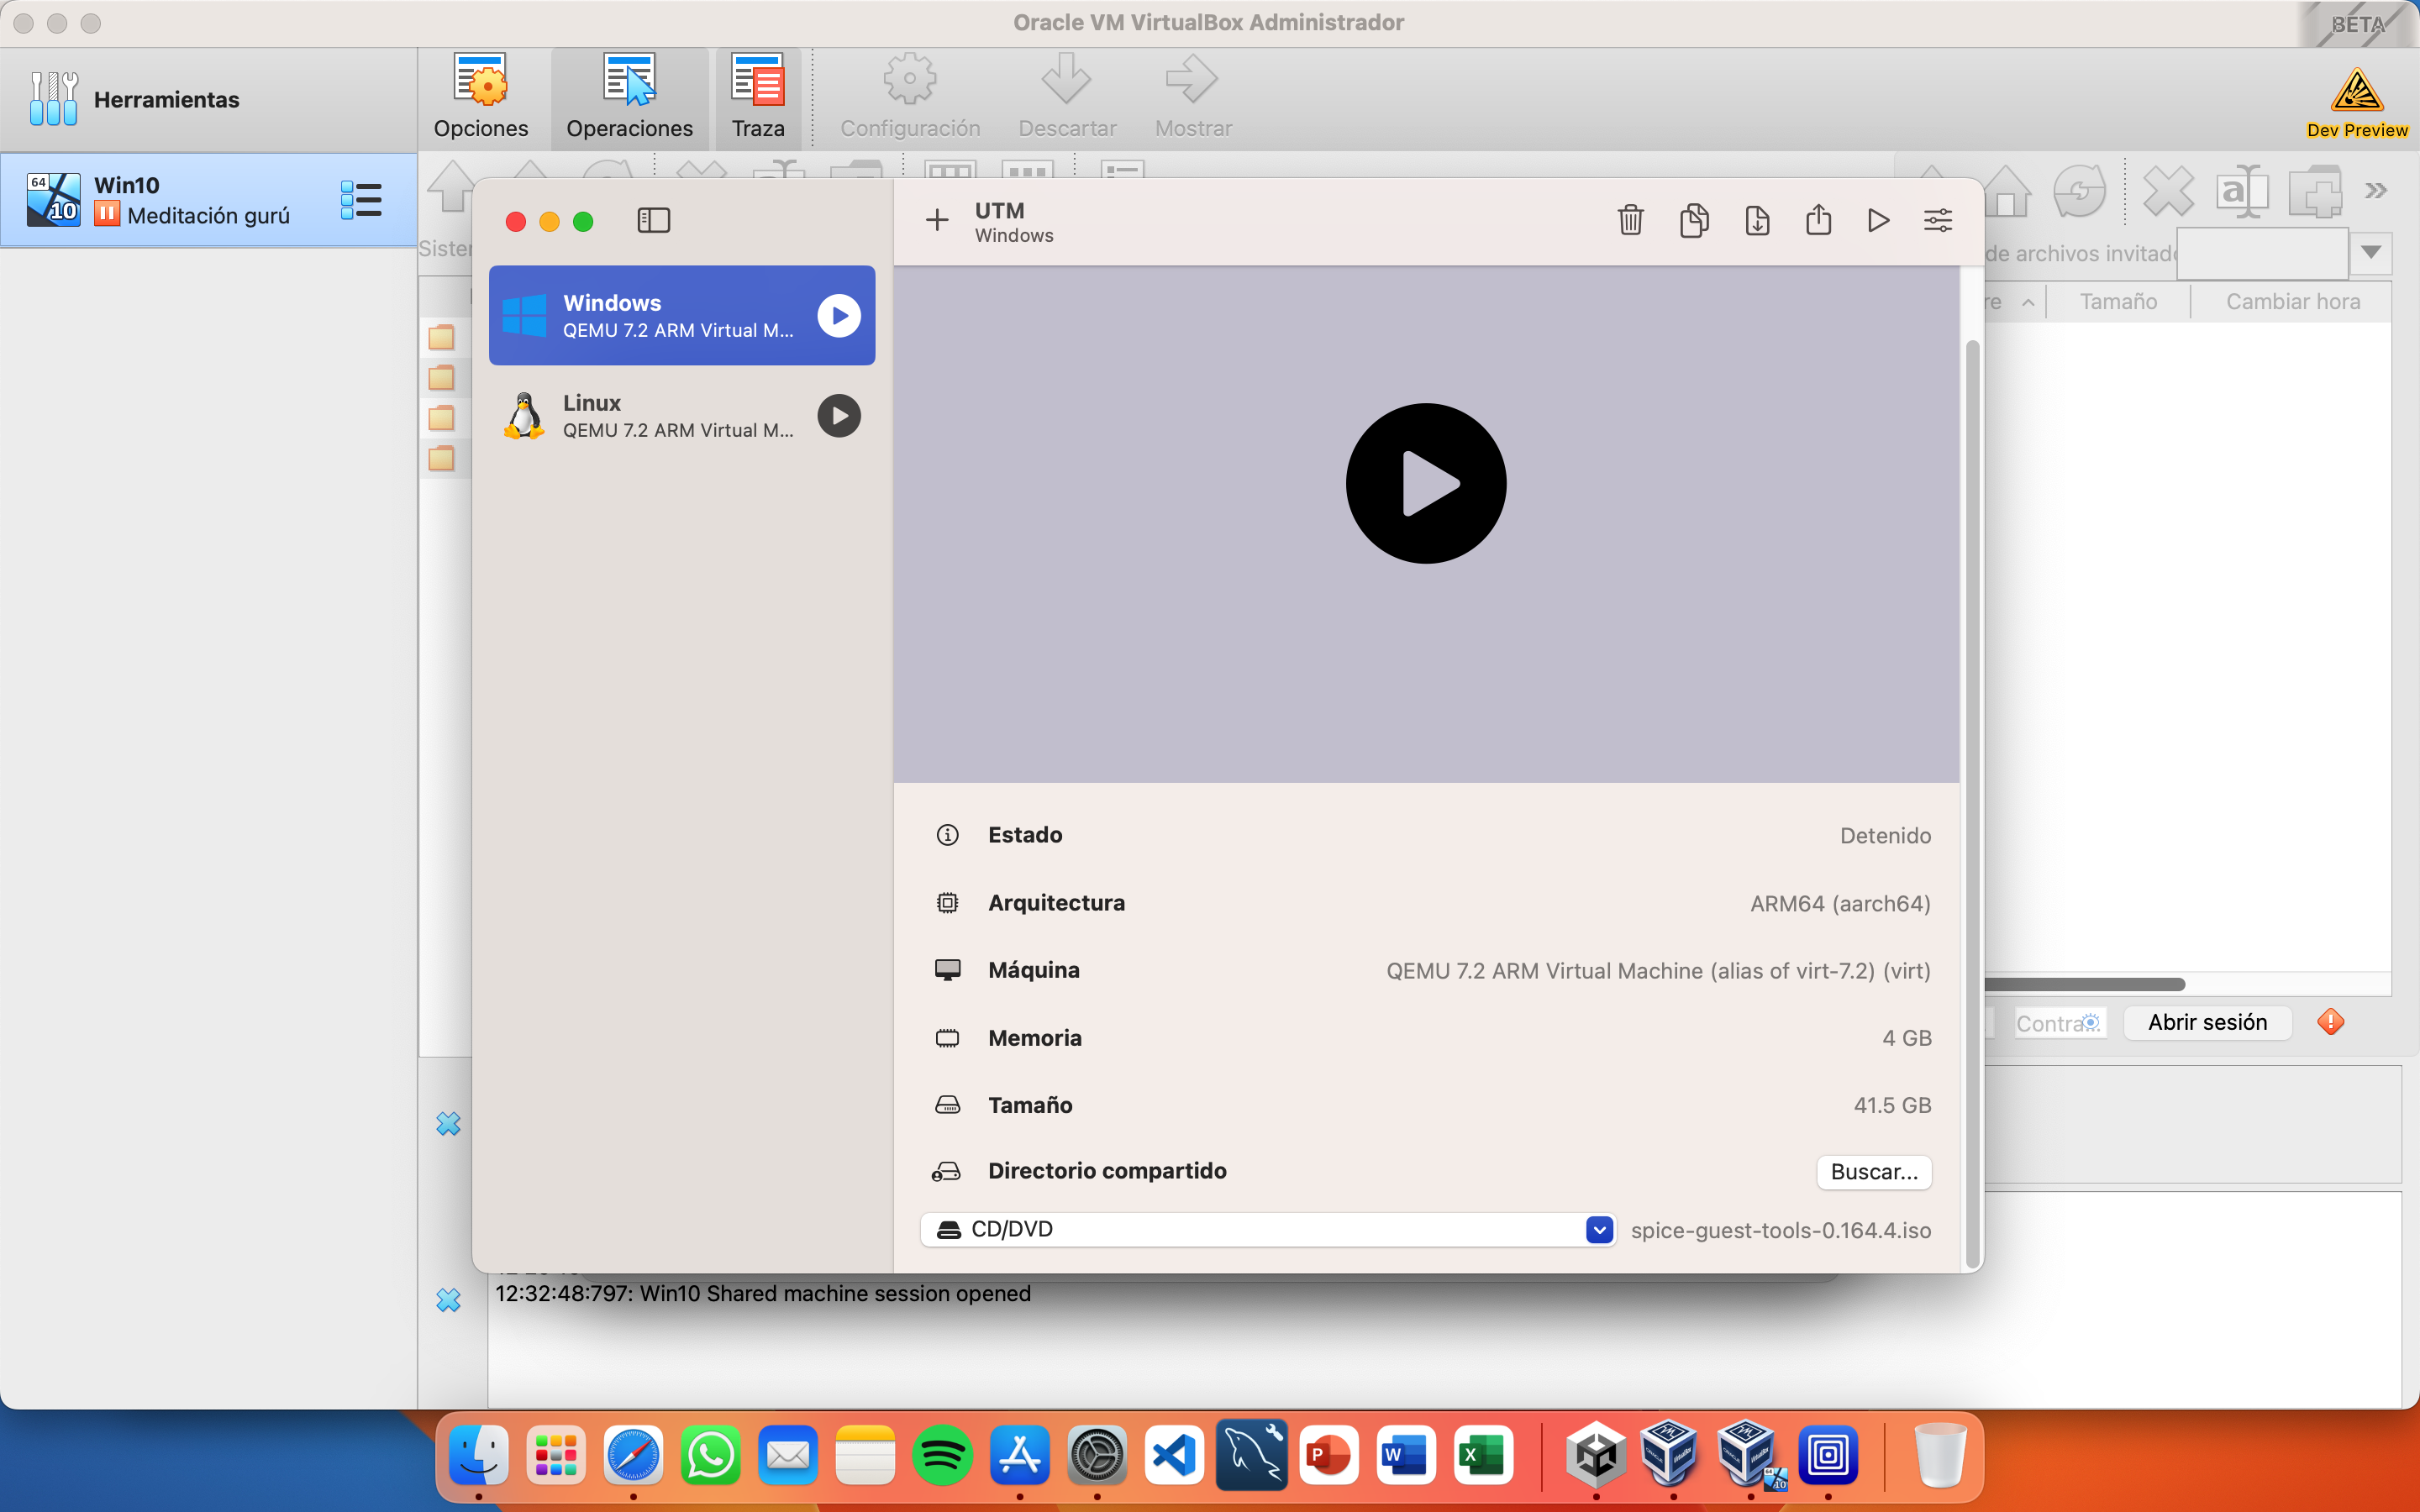 Oracle VM VirtualBox Administrador
BETA
Herramientas
Opciones
Operaciones
Traza
Configuración
Descartar
Mostrar
Dev Preview
64
10
Win10
Meditación gurú
UTM
Windows
de archivos invitado
re
Tamaño
Cambiar hora
Windows
QEMU 7.2 ARM Virtual M...
Linux
QEMU 7.2 ARM Virtual M...
Estado
Detenido
Arquitectura
ARM64 (aarch64)
Máquina
QEMU 7.2 ARM Virtual Machine (alias of virt-7.2) (virt)
Memoria
4 GB
Tamaño
41.5 GB
Directorio compartido
Buscar...
CD/DVD
spice-guest-tools-0.164.4.iso
Contra
Abrir sesión
12:32:48:797: Win10 Shared machine session opened